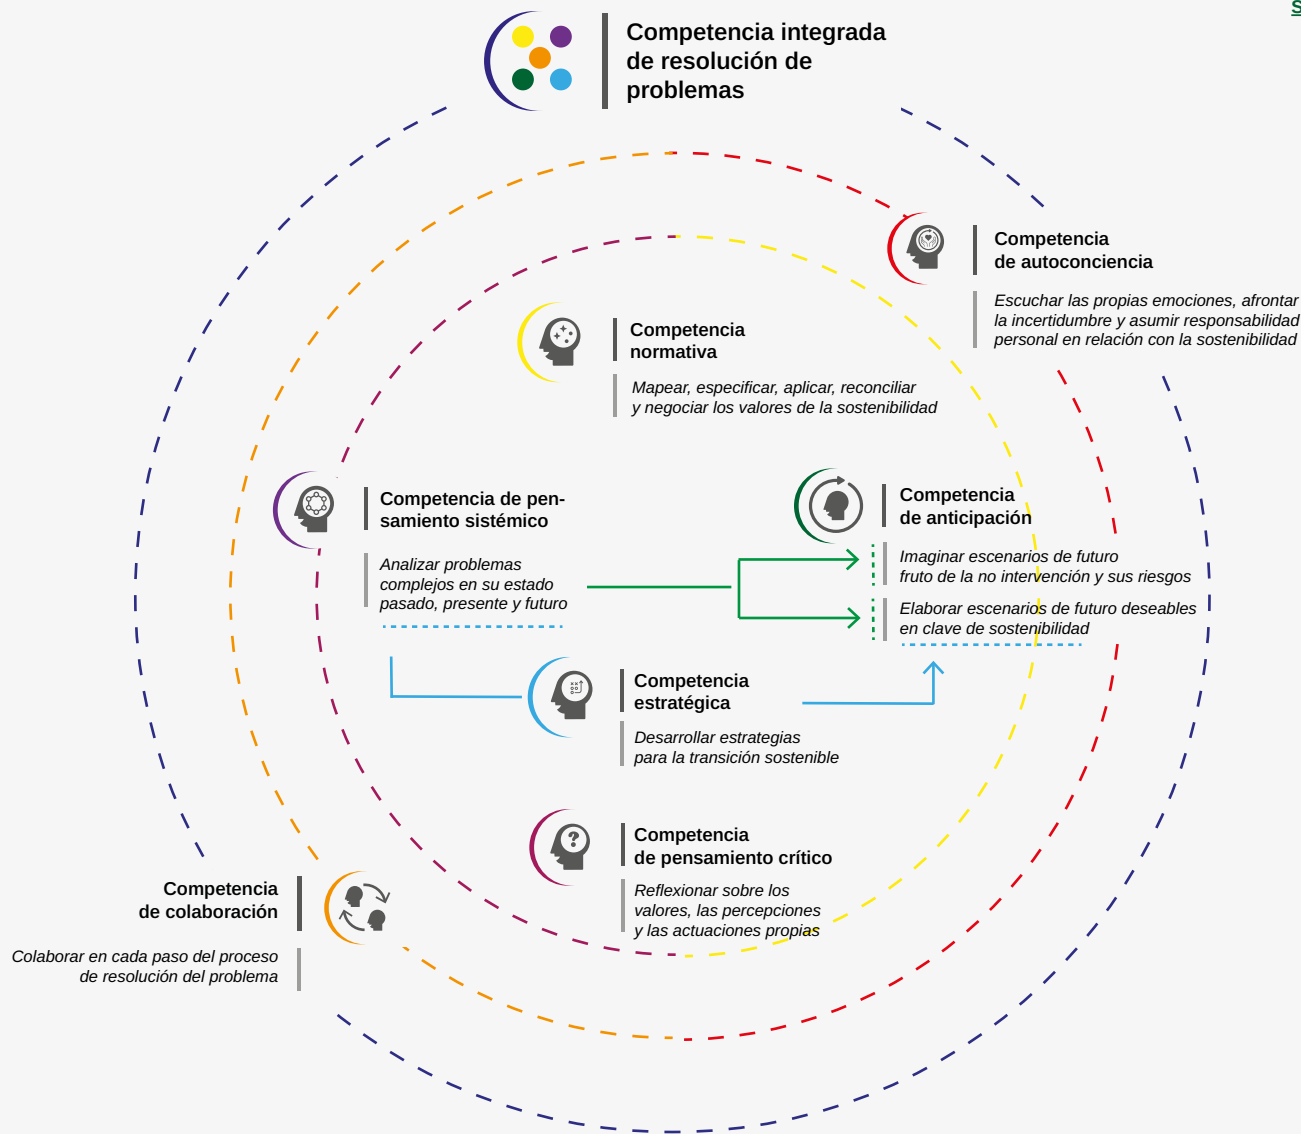 S
Competencia integrada
de resolución de
problemas
Competencia
de autoconciencia
Escuchar las propias emociones, afrontar
la incertidumbre y asumir responsabilidad
personal en relación con la sostenibilidad
Competencia
normativa
Mapear, especificar, aplicar, reconciliar
y negociar los valores de la sostenibilidad
Competencia de pen-
samiento sistémico
Analizar problemas
complejos en su estado
pasado, presente y futuro
Competencia
de anticipación
Imaginar escenarios de futuro
fruto de la no intervención y sus riesgos
Elaborar escenarios de futuro deseables
en clave de sostenibilidad
Competencia
estratégica
Desarrollar estrategias
para la transición sostenible
Competencia
de pensamiento crítico
Reflexionar sobre los
valores, las percepciones
y las actuaciones propias
Competencia
de colaboración
Colaborar en cada paso del proceso
de resolución del problema